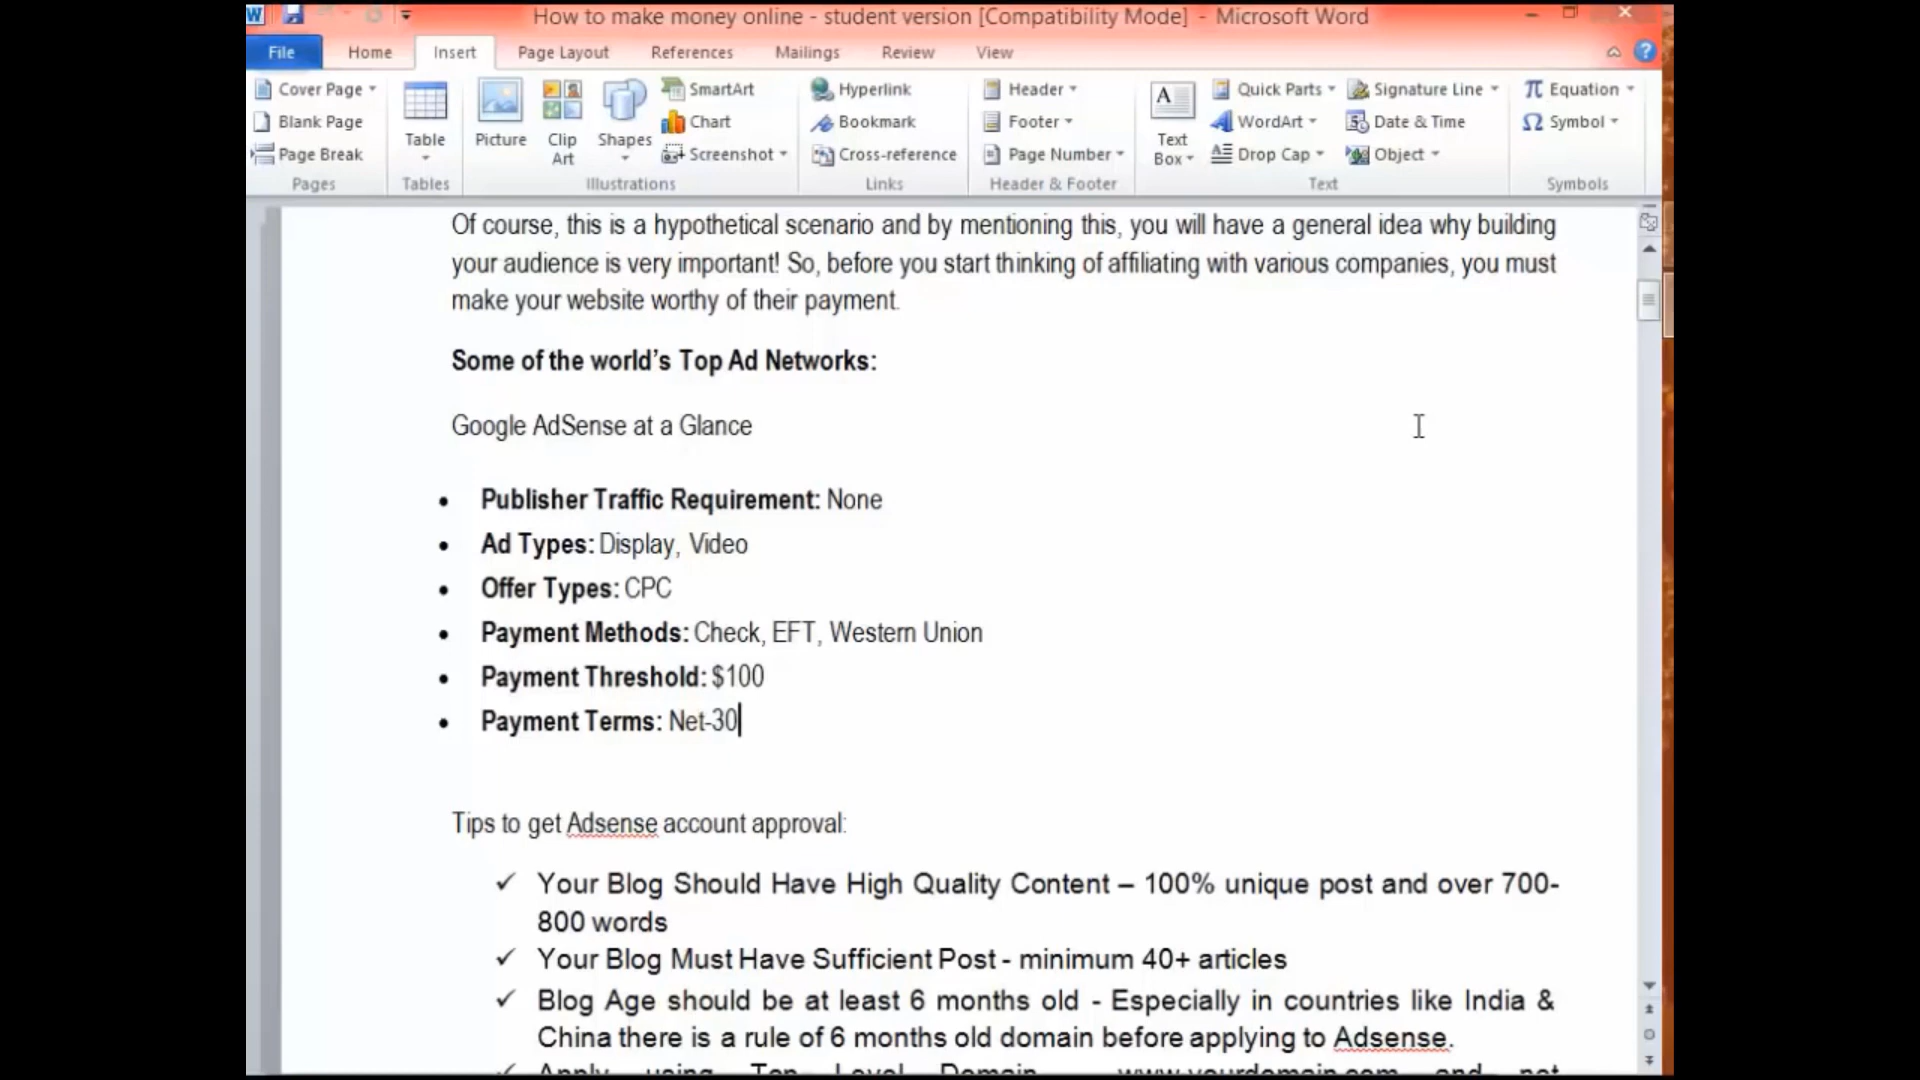 How to make money online - student version [Compatibility Mode] - Microsoft Word
File Home Insert Page Layout References Mailings Review View
Cover Page
Blank Page
Page Break
Pages
Table
Tables
Picture
Clip Art
Shapes
SmartArt
Chart
Screenshot
Illustrations
Hyperlink
Bookmark
Cross-reference
Links
Header
Footer
Page Number
Header & Footer
Text Box
Quick Parts
WordArt
Drop Cap
Signature Line
Date & Time
Object
Text
Equation
Symbol
Symbols
Of course, this is a hypothetical scenario and by mentioning this, you will have a general idea why building
your audience is very important! So, before you start thinking of affiliating with various companies, you must
make your website worthy of their payment.
Some of the world's Top Ad Networks:
Google AdSense at a Glance
• Publisher Traffic Requirement: None
• Ad Types: Display, Video
• Offer Types: CPC
• Payment Methods: Check, EFT, Western Union
• Payment Threshold: $100
• Payment Terms: Net-30
Tips to get Adsense account approval:
✓ Your Blog Should Have High Quality Content – 100% unique post and over 700-
800 words
✓ Your Blog Must Have Sufficient Post - minimum 40+ articles
✓ Blog Age should be at least 6 months old - Especially in countries like India &
China there is a rule of 6 months old domain before applying to Adsense.
✓ Apply using Top Level Domain www.yourdomain.com and not